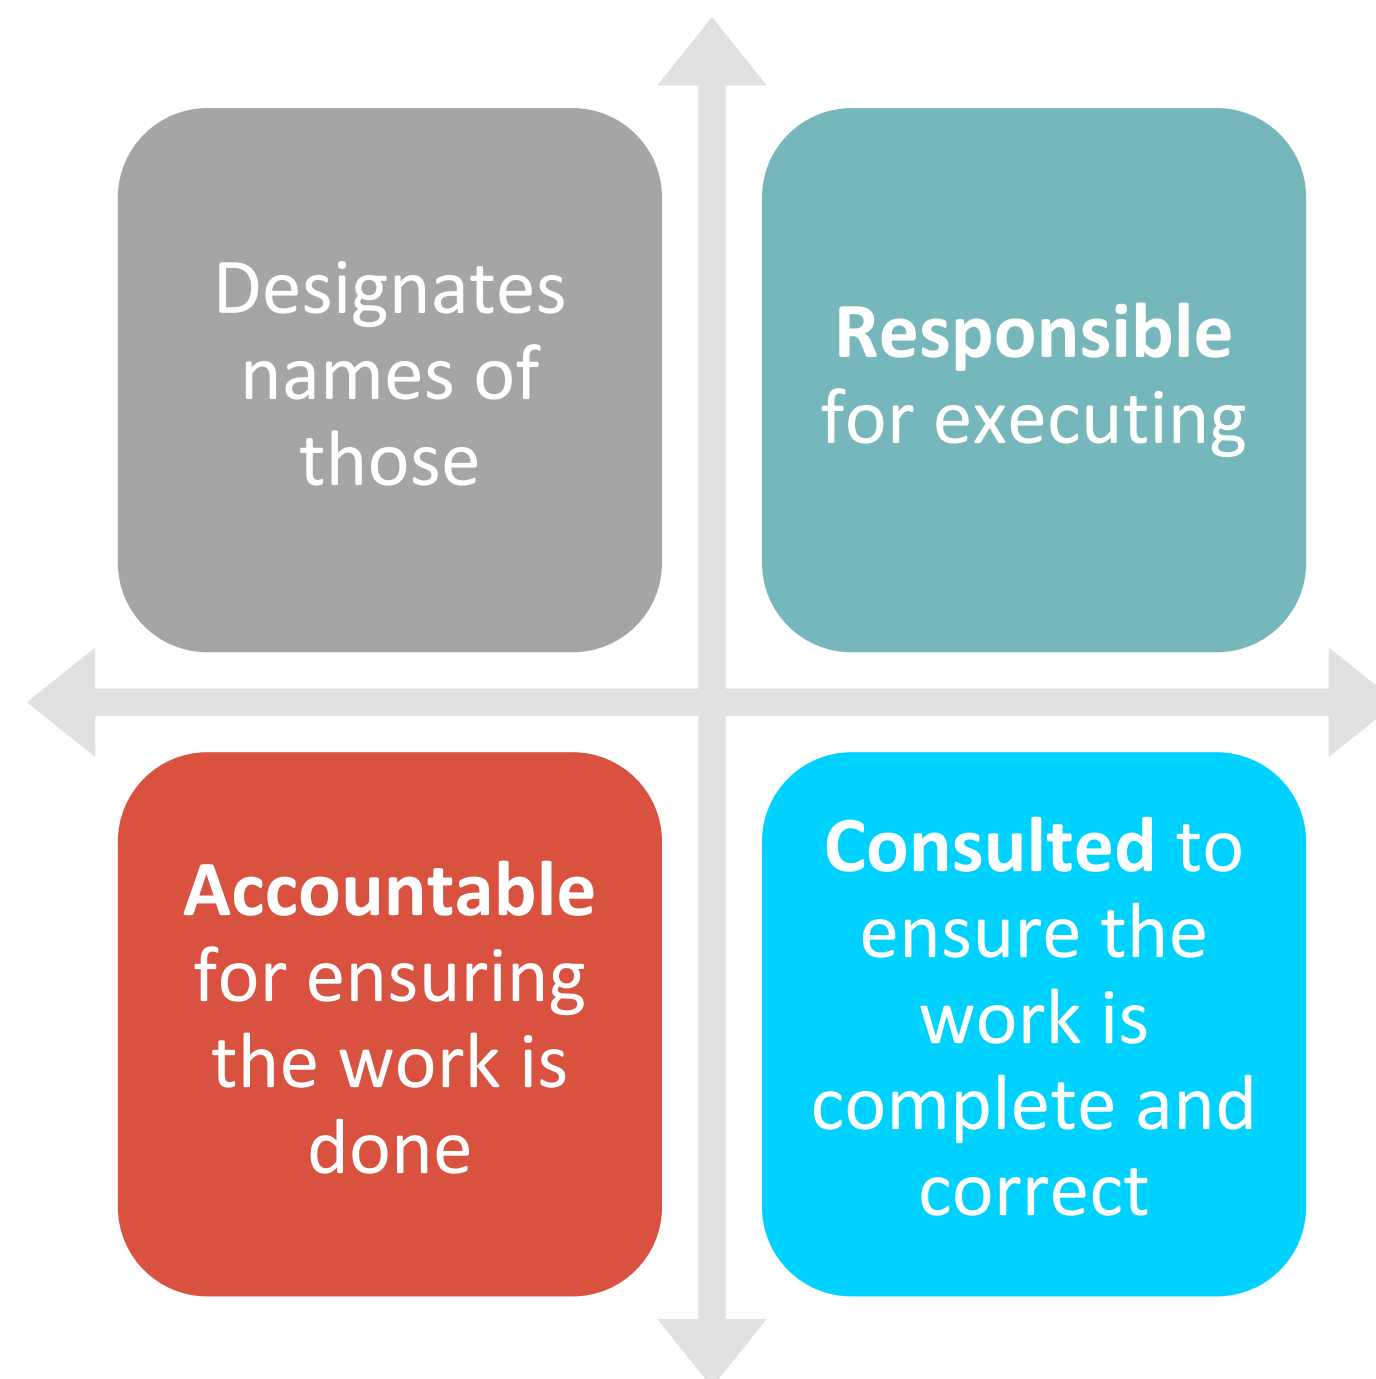 Designates
names of
those
Responsible
for executing
Accountable
for ensuring
the work is
done
Consulted to
ensure the
work is
complete and
correct